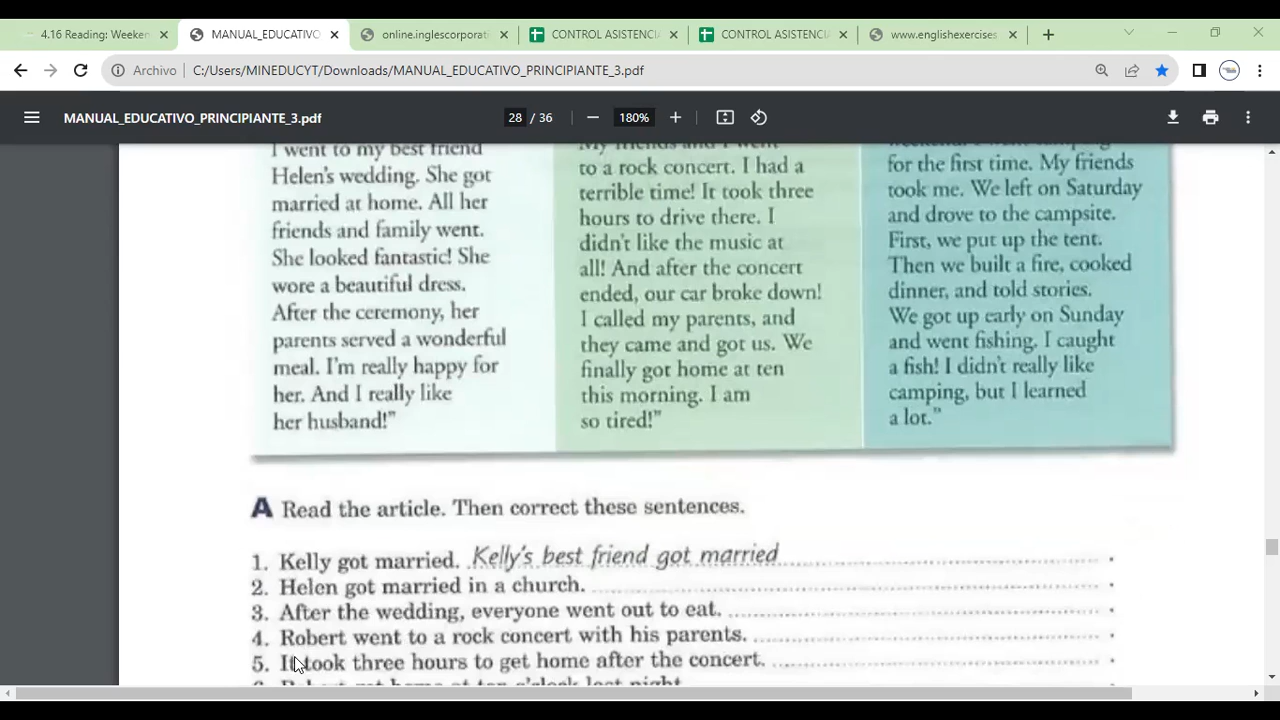 4.16 Reading: Weeken
MANUAL_EDUCATIVO
online.inglescorporat
CONTROL ASISTENCIA
CONTROL ASISTENCIA
www.englishexercises
Archivo
C:/Users/MINEDUCYT/Downloads/MANUAL_EDUCATIVO_PRINCIPIANTE_3.pdf
MANUAL_EDUCATIVO_PRINCIPIANTE_3.pdf
28 / 36
180%
I went to my best friend
Helen's wedding. She got
married at home. All her
friends and family went.
She looked fantastic! She
wore a beautiful dress.
After the ceremony, her
parents served a wonderful
meal. I'm really happy for
her. And I really like
her husband!"
My friends and I went
to a rock concert. I had a
terrible time! It took three
hours to drive there. I
didn't like the music at
all! And after the concert
ended, our car broke down!
I called my parents, and
they came and got us. We
finally got home at ten
this morning. I am
so tired!"
for the first time. My friends
took me. We left on Saturday
and drove to the campsite.
First, we put up the tent.
Then we built a fire, cooked
dinner, and told stories.
We got up early on Sunday
and went fishing. I caught
a fish! I didn't really like
camping, but I learned
a lot."
A Read the article. Then correct these sentences.
1. Kelly got married. Kelly's best friend got married
2. Helen got married in a church.
3. After the wedding, everyone went out to eat.
4. Robert went to a rock concert with his parents.
5. It took three hours to get home after the concert.